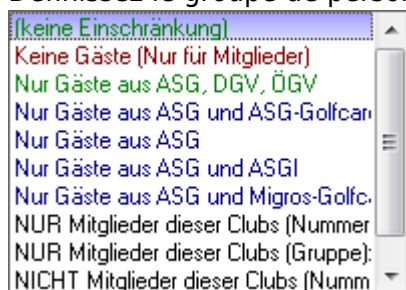 (keine Einschränkung)
Keine Gäste (Nur für Mitglieder)
Nur Gäste aus ASG, DGV, ÖGV
Nur Gäste aus ASG und ASG-Golfcar
Nur Gäste aus ASG
Nur Gäste aus ASG und ASGI
Nur Gäste aus ASG und Migros-Golfc
NUR Mitglieder dieser Clubs (Nummer
NUR Mitglieder dieser Clubs (Gruppe):
NICHT Mitglieder dieser Clubs (Numm